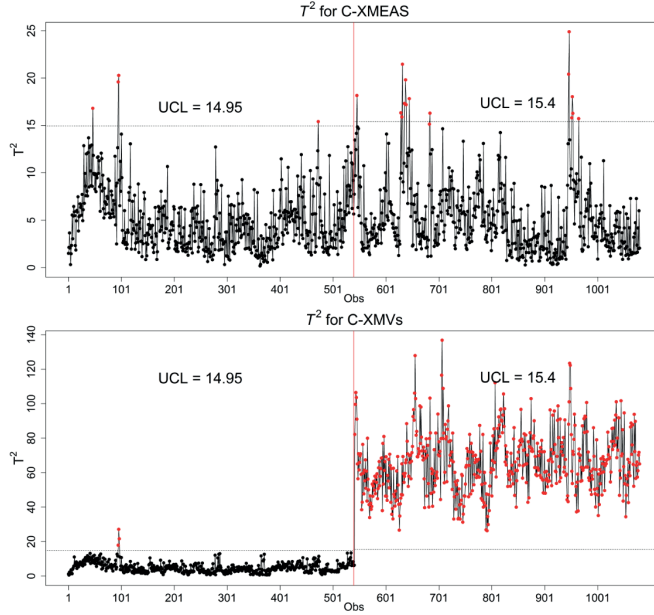 T² for C-XMEAS
25
20
15
10
5
0
T²
UCL = 14.95
UCL = 15.4
1 101 201 301 401 501 601 701 801 901 1001
Obs
T² for C-XMVs
140
120
100
80
60
40
20
0
T²
UCL = 14.95
UCL = 15.4
1 101 201 301 401 501 601 701 801 901 1001
Obs